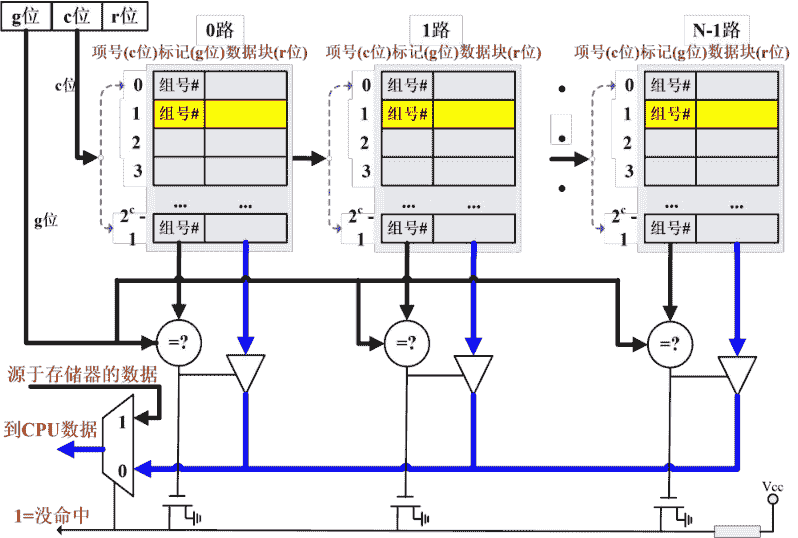 g位 c位 r位
0路 1路 N-1路
项号(c位)标记(g位)数据块(r位) 项号(c位)标记(g位)数据块(r位) 项号(c位)标记(g位)数据块(r位)
c位
0 组号# 0 组号# 0 组号#
1 组号# 1 组号# 1 组号#
2 2 2
3 3 3
... ... ... ... ... ...
g位
2ᶜ-1 组号# 2ᶜ-1 组号# 2ᶜ-1 组号#
=? =? =?
源于存储器的数据
1
到CPU数据
0
Vcc
1=没命中